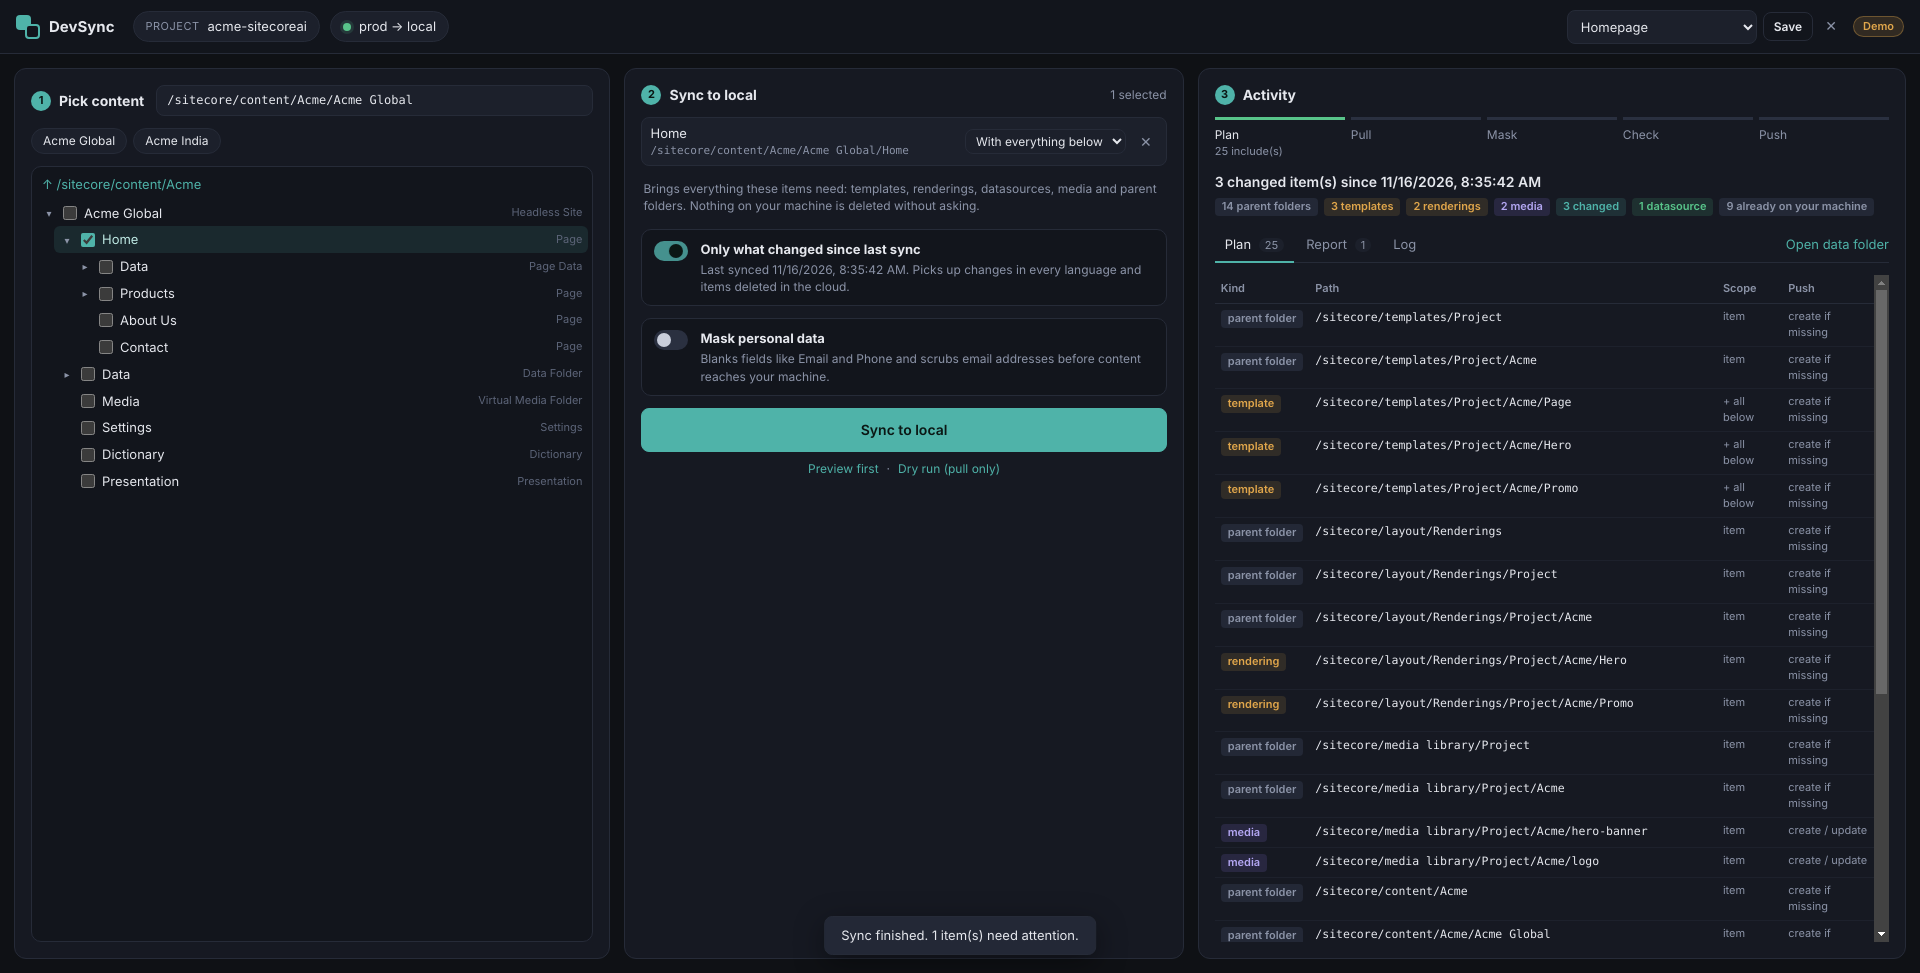 DevSync
PROJECT acme-sitecoreai
prod → local
Homepage
Save
×
Demo
1 Pick content
/sitecore/content/Acme/Acme Global
Acme Global
Acme India
↑ /sitecore/content/Acme
Acme Global Headless Site
Home Page
Data Page Data
Products Page
About Us Page
Contact Page
Data Data Folder
Media Virtual Media Folder
Settings Settings
Dictionary Dictionary
Presentation Presentation
2 Sync to local
1 selected
Home
/sitecore/content/Acme/Acme Global/Home
With everything below
×
Brings everything these items need: templates, renderings, datasources, media and parent
folders. Nothing on your machine is deleted without asking.
Only what changed since last sync
Last synced 11/16/2026, 8:35:42 AM. Picks up changes in every language and
items deleted in the cloud.
Mask personal data
Blanks fields like Email and Phone and scrubs email addresses before content
reaches your machine.
Sync to local
Preview first · Dry run (pull only)
Sync finished. 1 item(s) need attention.
3 Activity
Plan Pull Mask Check Push
25 include(s)
3 changed item(s) since 11/16/2026, 8:35:42 AM
14 parent folders 3 templates 2 renderings 2 media 3 changed 1 datasource 9 already on your machine
Plan 25 Report 1 Log Open data folder
Kind Path Scope Push
parent folder /sitecore/templates/Project item create if
missing
parent folder /sitecore/templates/Project/Acme item create if
missing
template /sitecore/templates/Project/Acme/Page + all create if
below missing
template /sitecore/templates/Project/Acme/Hero + all create if
below missing
template /sitecore/templates/Project/Acme/Promo + all create if
below missing
parent folder /sitecore/layout/Renderings item create if
missing
parent folder /sitecore/layout/Renderings/Project item create if
missing
parent folder /sitecore/layout/Renderings/Project/Acme item create if
missing
rendering /sitecore/layout/Renderings/Project/Acme/Hero item create if
missing
rendering /sitecore/layout/Renderings/Project/Acme/Promo item create if
missing
parent folder /sitecore/media library/Project item create if
missing
parent folder /sitecore/media library/Project/Acme item create if
missing
media /sitecore/media library/Project/Acme/hero-banner item create / update
media /sitecore/media library/Project/Acme/logo item create / update
parent folder /sitecore/content/Acme item create if
missing
parent folder /sitecore/content/Acme/Acme Global item create if